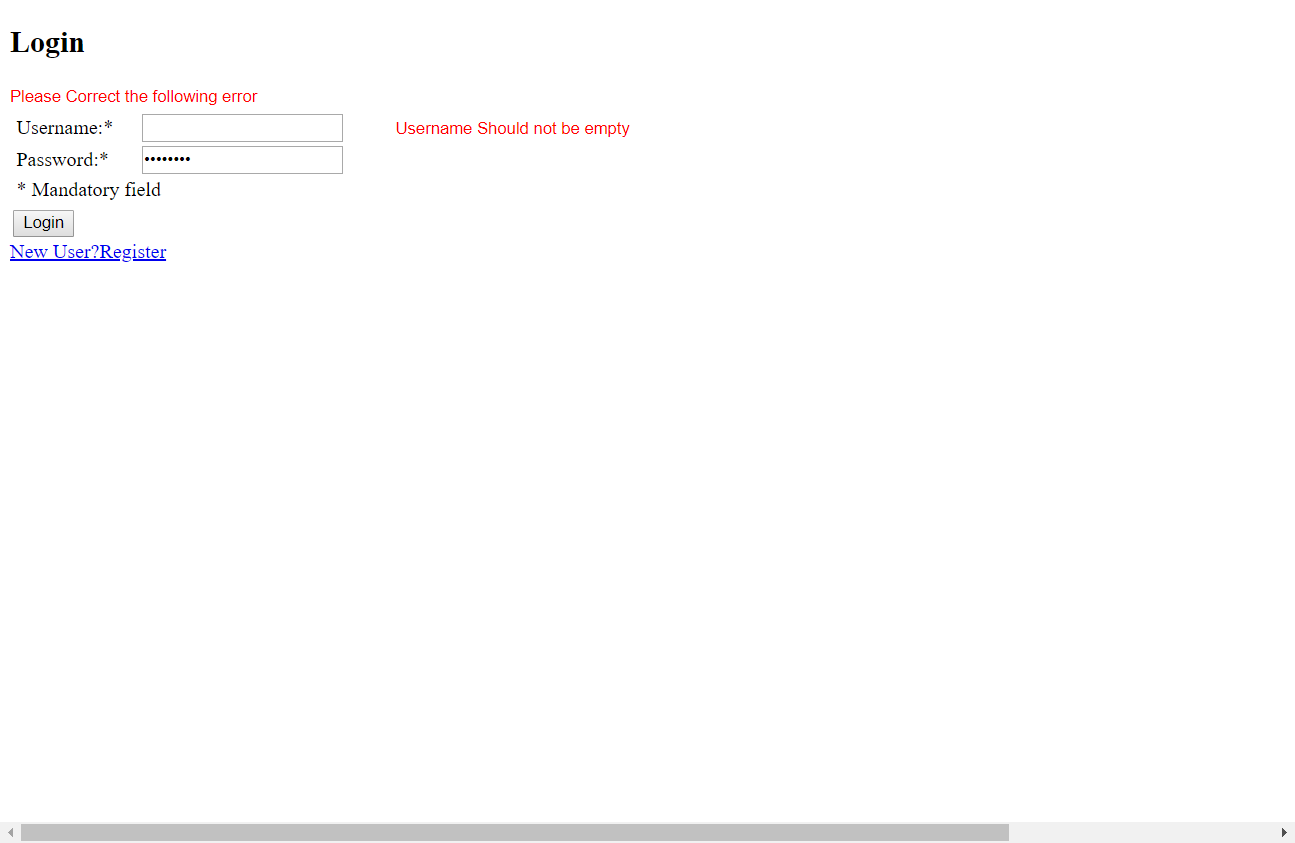 Login
Please Correct the following error
Username:* Username Should not be empty
Password:* ••••••••
* Mandatory field
Login
New User?Register